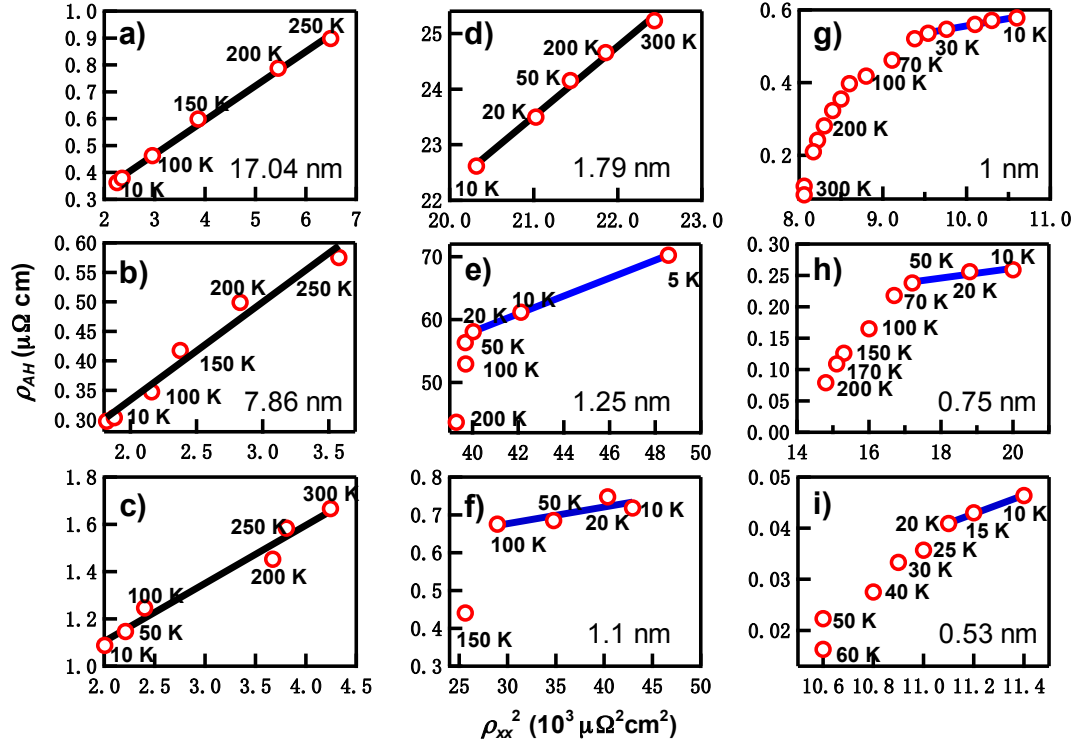 a)
250 K
200 K
150 K
100 K
10 K
17.04 nm
1.0
0.9
0.8
0.7
0.6
0.5
0.4
0.3
2 3 4 5 6 7
b)
200 K
250 K
150 K
100 K
10 K
7.86 nm
0.60
0.55
0.50
0.45
0.40
0.35
0.30
2.0 2.5 3.0 3.5
c)
300 K
250 K
200 K
100 K
50 K
10 K
1.8
1.6
1.4
1.2
1.0
2.0 2.5 3.0 3.5 4.0 4.5
ρAH (μΩ cm)
d)
300 K
200 K
50 K
20 K
10 K
1.79 nm
25
24
23
22
20.0 21.0 22.0 23.0
e)
5 K
10 K
20 K
50 K
100 K
200 K
1.25 nm
70
60
50
40 42 44 46 48 50
f)
50 K
20 K
10 K
100 K
150 K
1.1 nm
0.8
0.7
0.6
0.5
0.4
0.3
25 30 35 40 45 50
ρxx² (10³ μΩ²cm²)
g)
10 K
30 K
70 K
100 K
200 K
300 K
1 nm
0.6
0.4
0.2
8.0 9.0 10.0 11.0
h)
50 K
10 K
20 K
70 K
100 K
150 K
170 K
200 K
0.75 nm
0.30
0.25
0.20
0.15
0.10
0.05
0.00
14 16 18 20
i)
10 K
15 K
20 K
25 K
30 K
40 K
50 K
60 K
0.53 nm
0.05
0.04
0.03
0.02
10.6 10.8 11.0 11.2 11.4